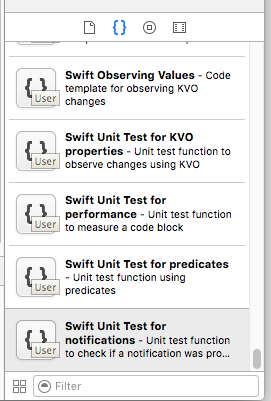 Swift Observing Values - Code
template for observing KVO
changes
User
Swift Unit Test for KVO
properties - Unit test function to
observe changes using KVO
User
Swift Unit Test for
performance - Unit test function
to measure a code block
User
Swift Unit Test for predicates
- Unit test function using
predicates
User
Swift Unit Test for
notifications - Unit test function
to check if a notification was pro...
User
Filter